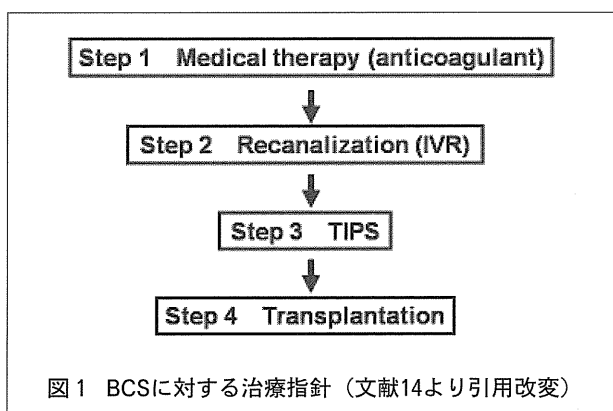 Step 1 Medical therapy (anticoagulant)
Step 2 Recanalization (IVR)
Step 3 TIPS
Step 4 Transplantation
図1 BCSに対する治療指針（文献14より引用改変）